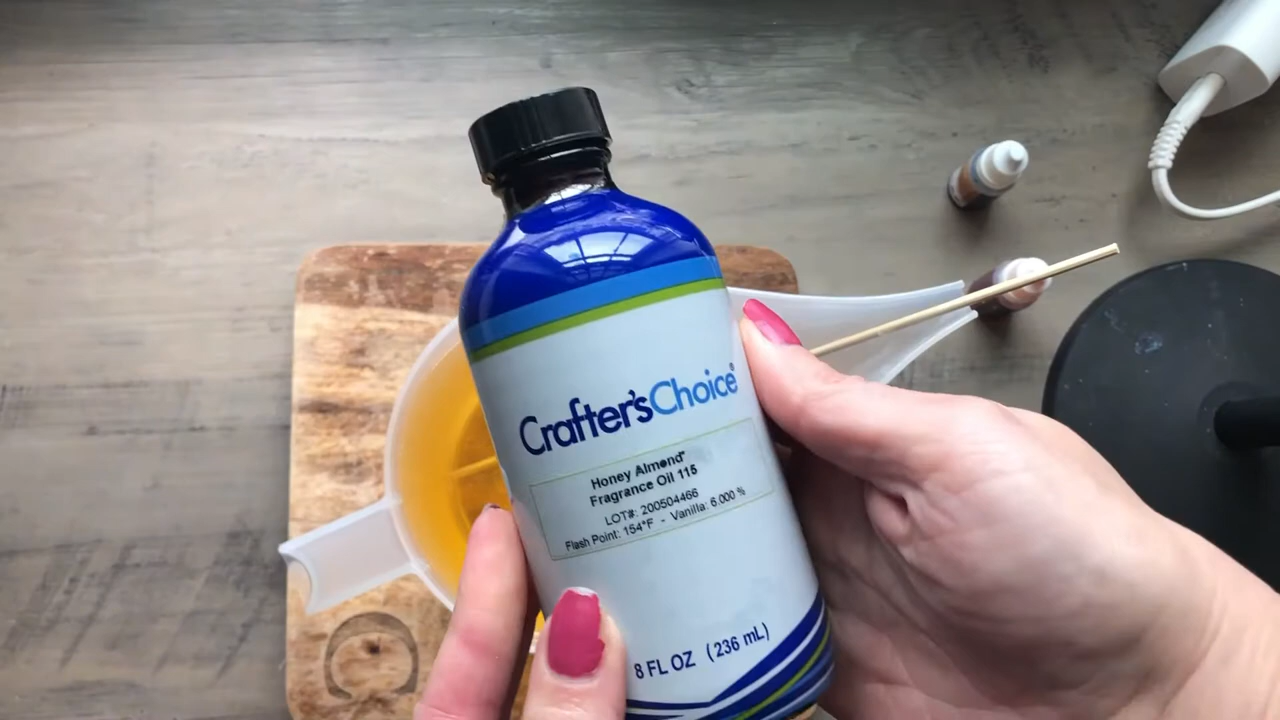 Crafter'sChoice®
Honey Almond*
Fragrance Oil 115
LOT#: 200504466
Flash Point: 154°F - Vanilla: 6.000 %
8 FL OZ (236 mL)